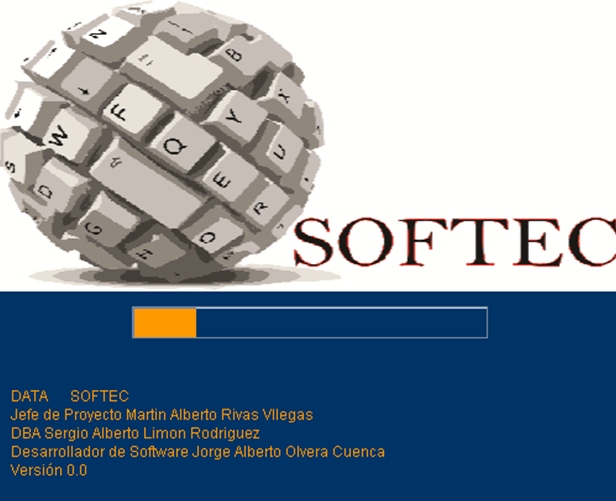 N
B
X
F
Y
W
Q
U
S
E
D
R
G
O
H
SOFTEC
DATA SOFTEC
Jefe de Proyecto Martin Alberto Rivas VIlegas
DBA Sergio Alberto Limon Rodriguez
Desarrollador de Software Jorge Alberto Olvera Cuenca
Versión 0.0